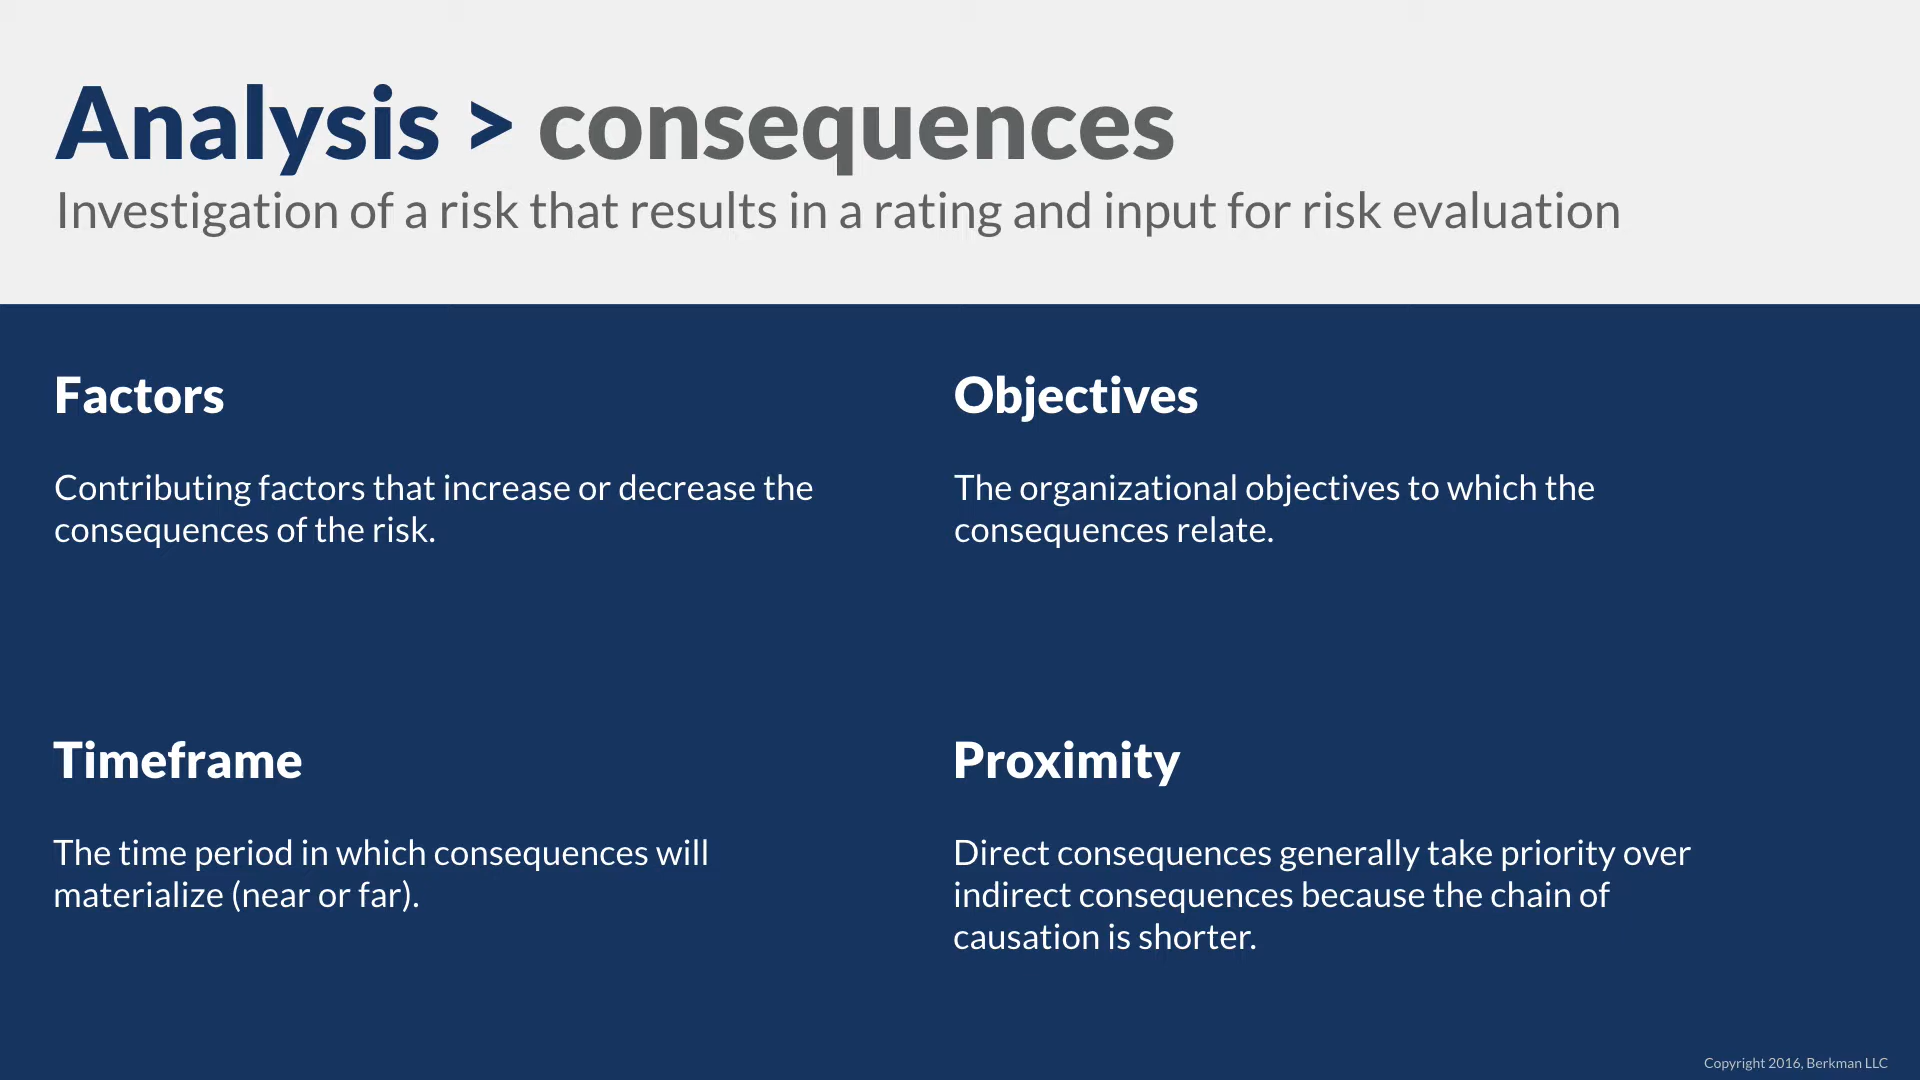 Analysis > consequences
Investigation of a risk that results in a rating and input for risk evaluation
Factors
Contributing factors that increase or decrease the
consequences of the risk.
Objectives
The organizational objectives to which the
consequences relate.
Timeframe
The time period in which consequences will
materialize (near or far).
Proximity
Direct consequences generally take priority over
indirect consequences because the chain of
causation is shorter.
Copyright 2016, Berkman LLC